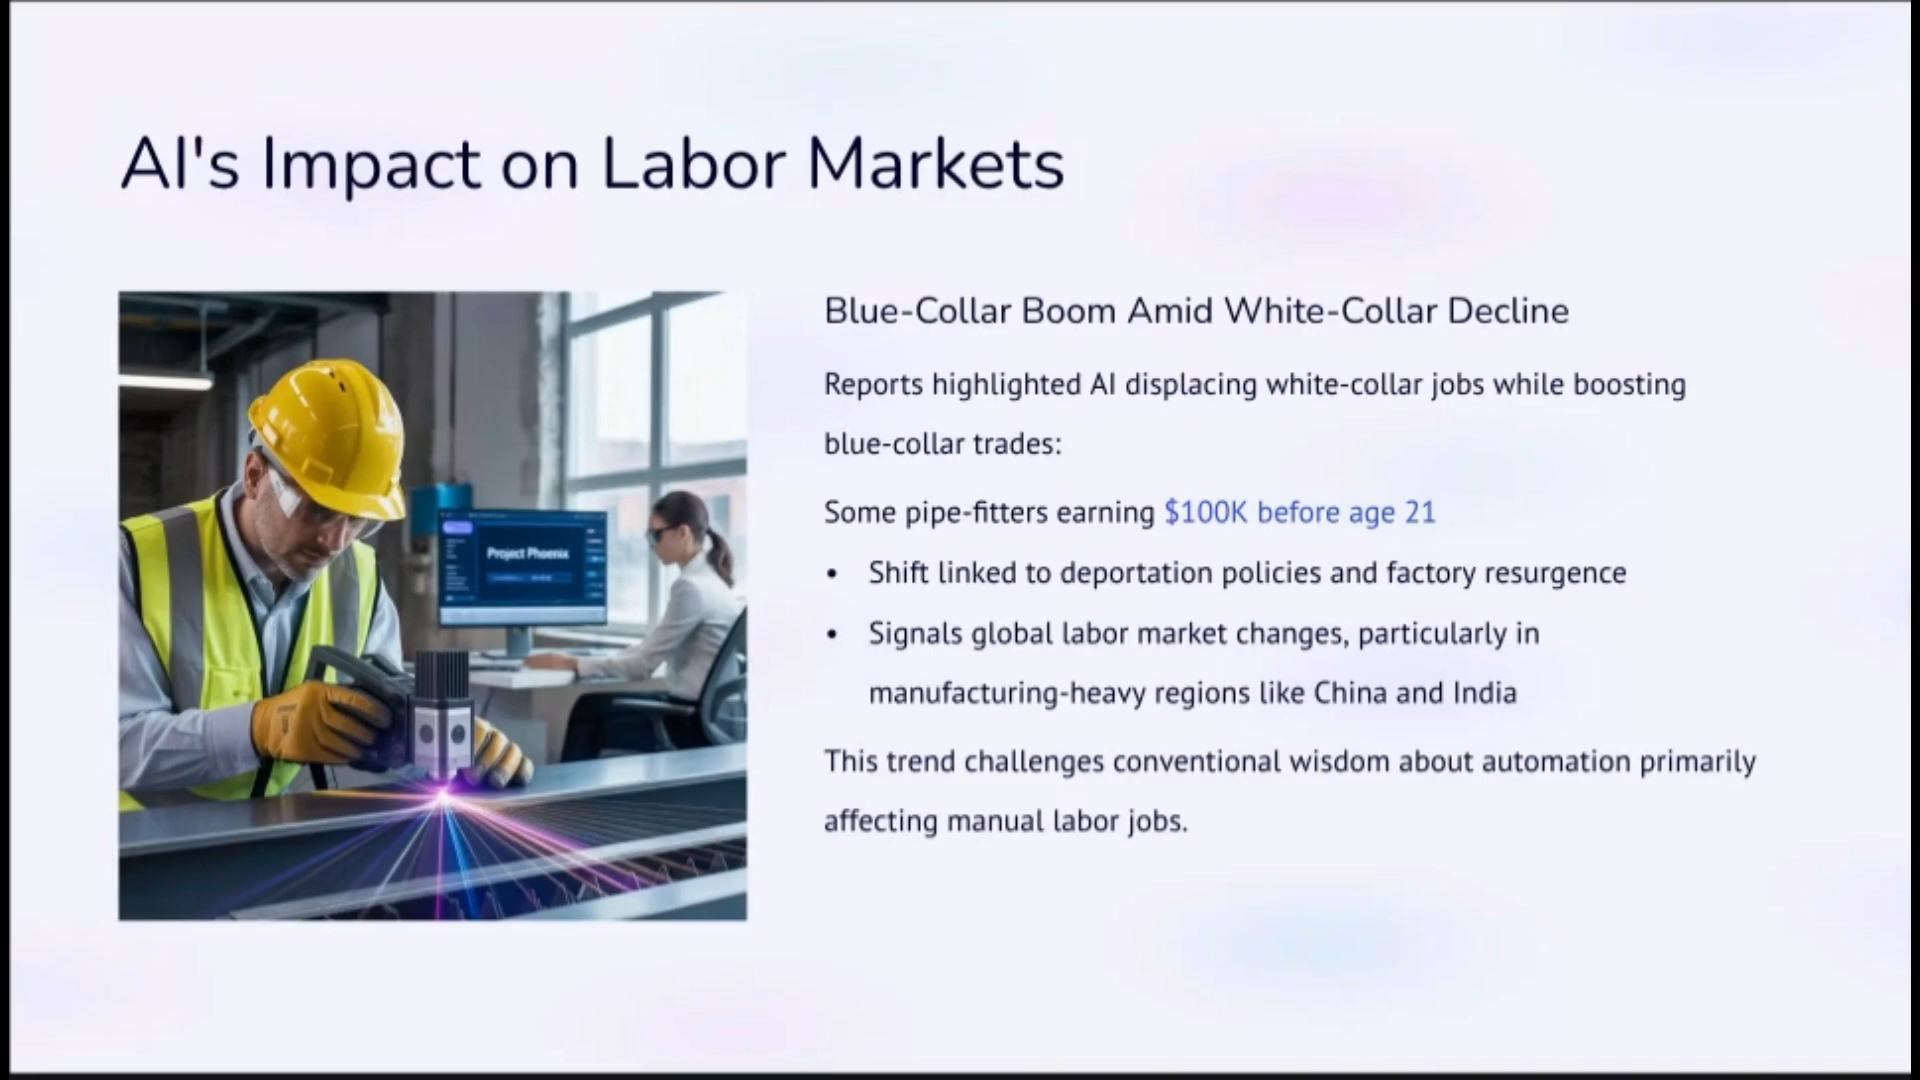 AI's Impact on Labor Markets
Blue-Collar Boom Amid White-Collar Decline
Reports highlighted AI displacing white-collar jobs while boosting
blue-collar trades:
Some pipe-fitters earning $100K before age 21
• Shift linked to deportation policies and factory resurgence
• Signals global labor market changes, particularly in
manufacturing-heavy regions like China and India
This trend challenges conventional wisdom about automation primarily
affecting manual labor jobs.
Project Phoenix